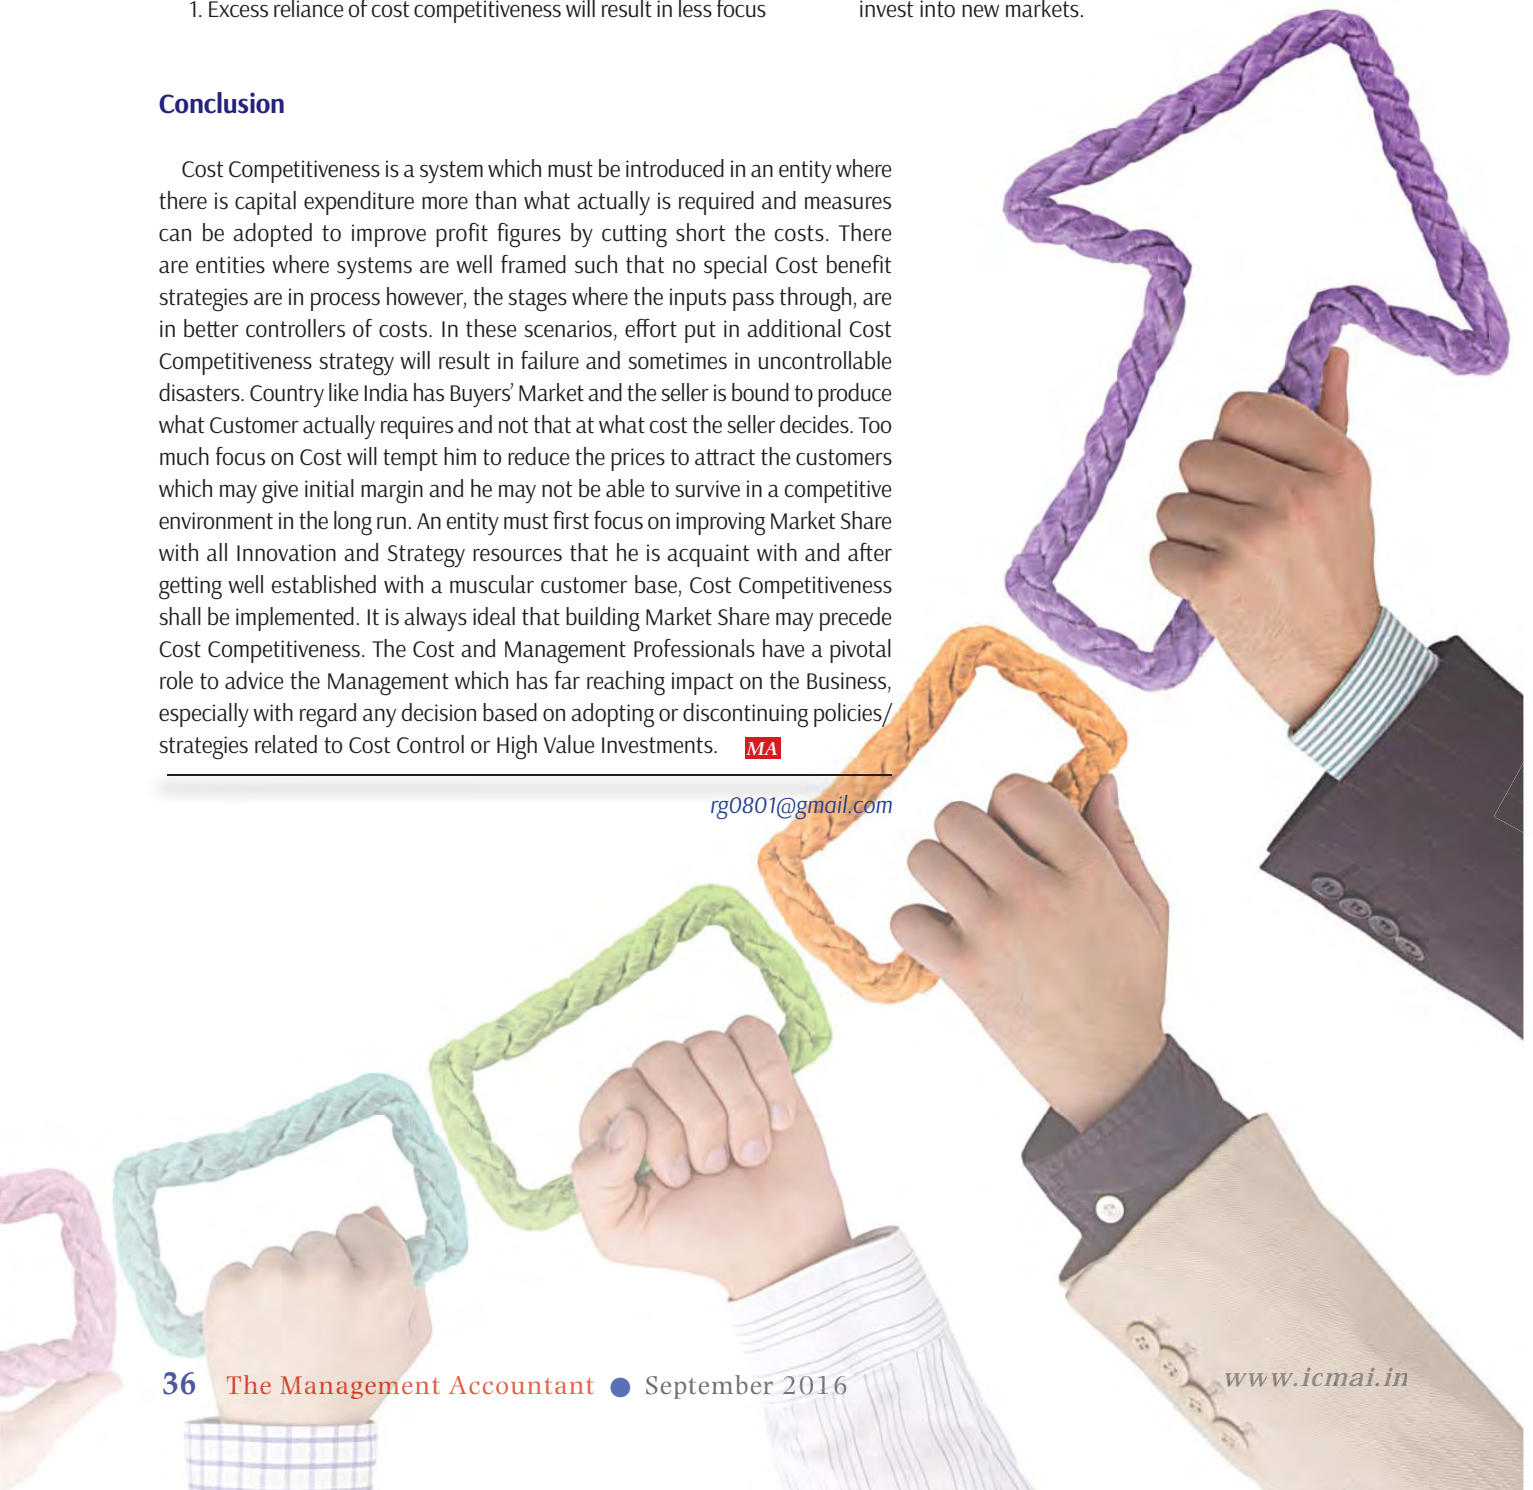 1. Excess reliance of cost competitiveness will result in less focus
invest into new markets.
Conclusion
Cost Competitiveness is a system which must be introduced in an entity where
there is capital expenditure more than what actually is required and measures
can be adopted to improve profit figures by cutting short the costs. There
are entities where systems are well framed such that no special Cost benefit
strategies are in process however, the stages where the inputs pass through, are
in better controllers of costs. In these scenarios, effort put in additional Cost
Competitiveness strategy will result in failure and sometimes in uncontrollable
disasters. Country like India has Buyers’ Market and the seller is bound to produce
what Customer actually requires and not that at what cost the seller decides. Too
much focus on Cost will tempt him to reduce the prices to attract the customers
which may give initial margin and he may not be able to survive in a competitive
environment in the long run. An entity must first focus on improving Market Share
with all Innovation and Strategy resources that he is acquaint with and after
getting well established with a muscular customer base, Cost Competitiveness
shall be implemented. It is always ideal that building Market Share may precede
Cost Competitiveness. The Cost and Management Professionals have a pivotal
role to advice the Management which has far reaching impact on the Business,
especially with regard any decision based on adopting or discontinuing policies/
strategies related to Cost Control or High Value Investments. MA
rg0801@gmail.com
36 The Management Accountant ● September 2016
www.icmai.in